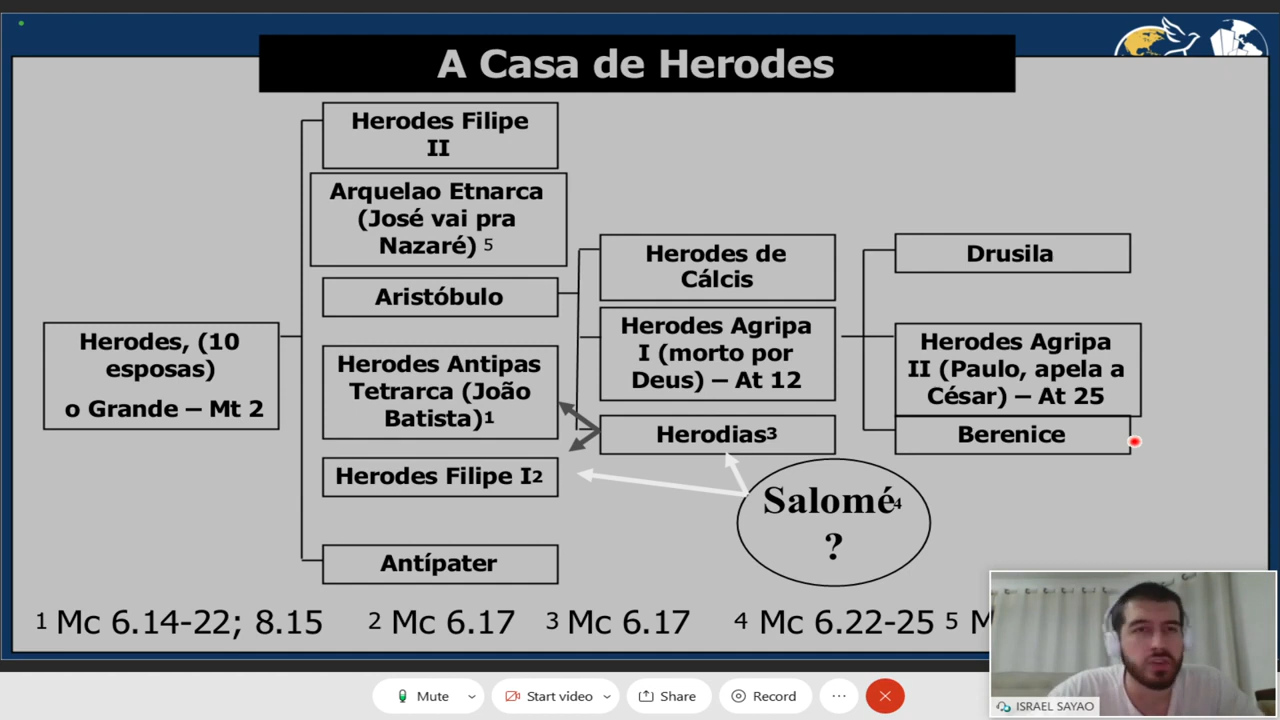 A Casa de Herodes
Herodes, (10
esposas)
o Grande – Mt 2
Herodes Filipe
II
Arquelao Etnarca
(José vai pra
Nazaré) 5
Aristóbulo
Herodes Antipas
Tetrarca (João
Batista)1
Herodes Filipe I2
Antípater
Herodes de
Cálcis
Herodes Agripa
I (morto por
Deus) – At 12
Herodias3
Salomé4
?
Drusila
Herodes Agripa
II (Paulo, apela a
César) – At 25
Berenice
1 Mc 6.14-22; 8.15 2 Mc 6.17 3 Mc 6.17 4 Mc 6.22-25 5 M
ISRAEL SAYAO
Mute Start video Share Record